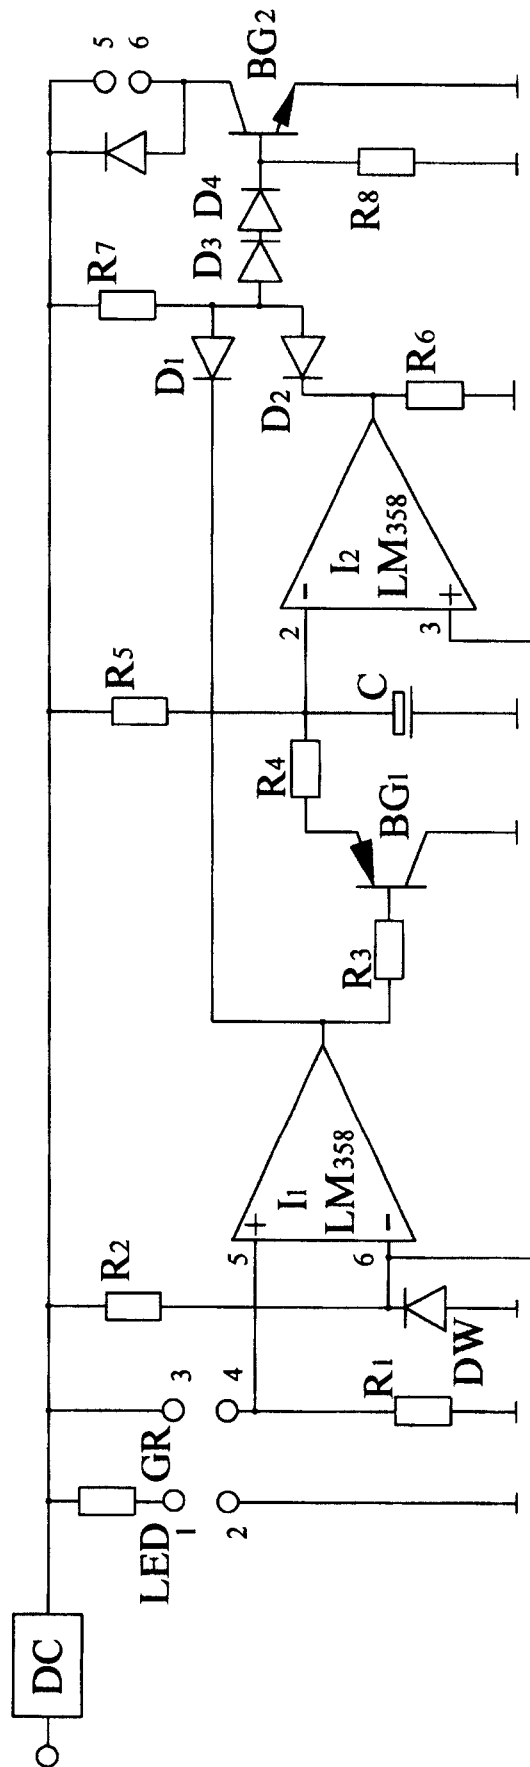 DC
LED
1
2
GR
3
4
R1
R2
DW
5
6
I1
LM358
+
-
R3
BG1
R4
R5
C
2
3
I2
LM358
-
+
D1
D2
R6
R7
D3
D4
R8
5
6
BG2